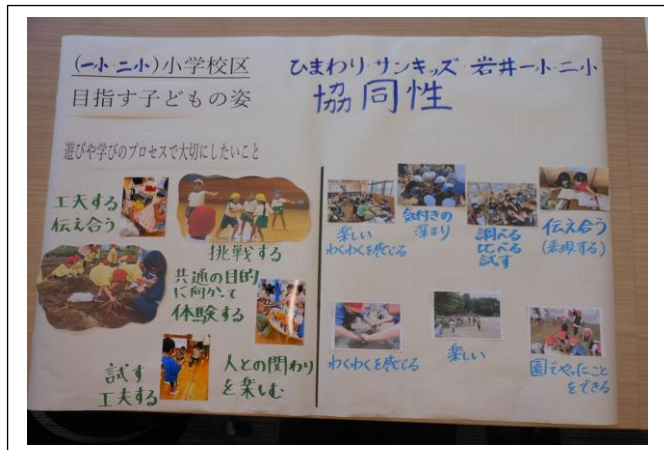 (一小・二小)小学校区
目指す子どもの姿
ひまわり・サンキッズ・岩井一小・二小
協同性
遊びや学びのプロセスで大切にしたいこと
工夫する
伝え合う
挑戦する
共通の目的
に向かって
体験する
試す
工夫する
人との関わり
を楽しむ
楽しい
わくわくを感じる
気付きの
深まり
調べる
比べる
試す
伝え合う
(表現する)
わくわくを感じる
楽しい
園でやったこと
をできる